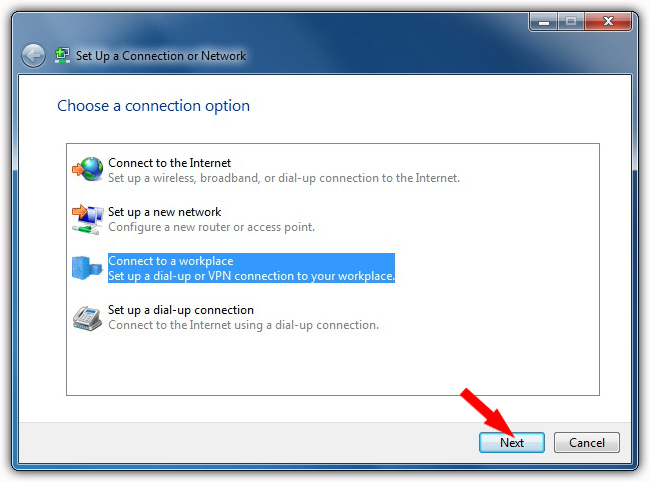 Set Up a Connection or Network
Choose a connection option
Connect to the Internet
Set up a wireless, broadband, or dial-up connection to the Internet.
Set up a new network
Configure a new router or access point.
Connect to a workplace
Set up a dial-up or VPN connection to your workplace.
Set up a dial-up connection
Connect to the Internet using a dial-up connection.
Next
Cancel